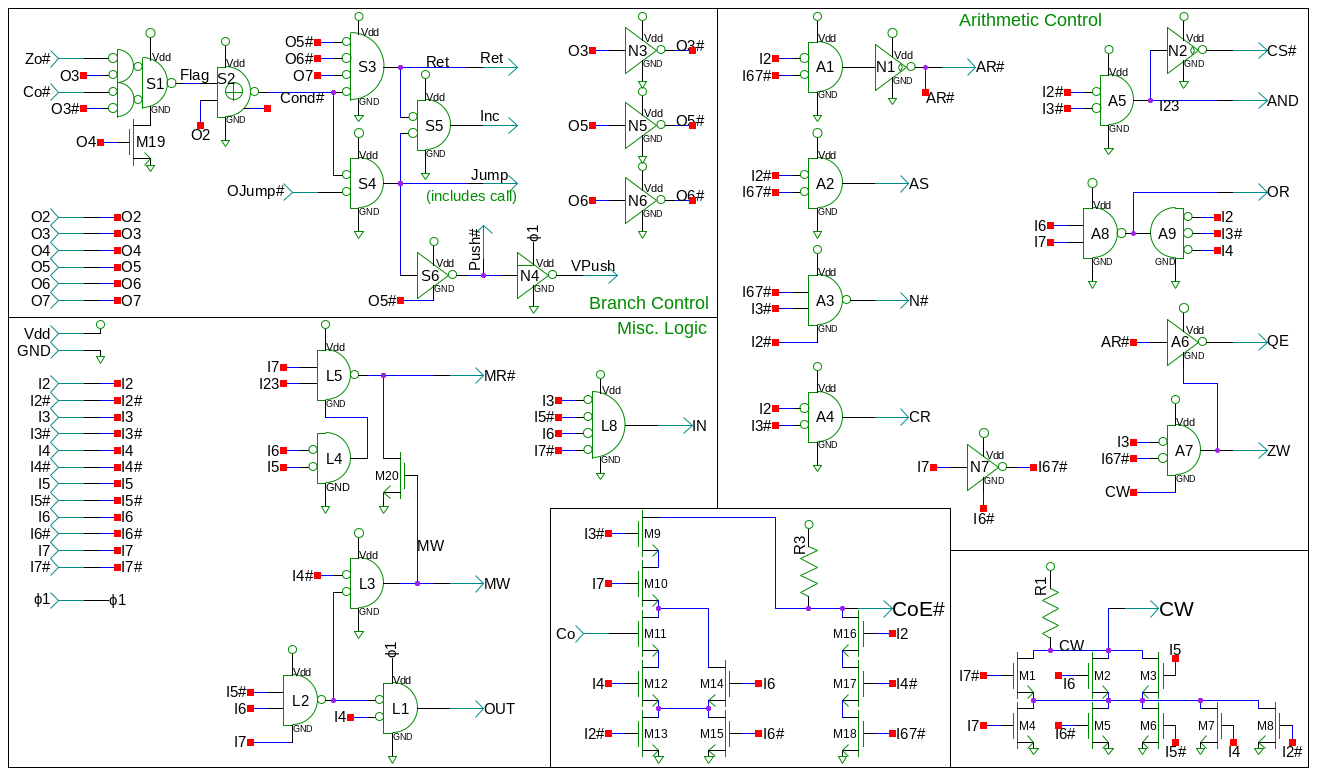 Arithmetic Control
Vdd
Zo#
O3
Co#
O3#
S1
GND
Flag
O4
M19
Vdd
S2
GND
O2
Cond#
O5#
O6#
O7
Vdd
S3
GND
Ret
Ret
S5
Vdd
GND
Inc
Vdd
S4
GND
OJump#
Jump
(includes call)
S6
Vdd
GND
O5#
Push#
ϕ1
N4
Vdd
GND
VPush
O3
N3
Vdd
GND
O3#
O5
N5
Vdd
GND
O5#
O6
N6
Vdd
GND
O6#
O2 O2
O3 O3
O4 O4
O5 O5
O6 O6
O7 O7
Branch Control
Misc. Logic
Vdd
GND
I2 I2
I2# I2#
I3 I3
I3# I3#
I4 I4
I4# I4#
I5 I5
I5# I5#
I6 I6
I6# I6#
I7 I7
I7# I7#
ϕ1 ϕ1
Vdd
I7
I23
L5
GND
MR#
I6
I5
L4
GND
M20
MW
Vdd
I4#
L3
GND
MW
Vdd
I5#
I6
L2
GND
I7
ϕ1
Vdd
I4
L1
GND
OUT
Vdd
I3
I5#
I6
I7#
L8
GND
IN
I2
I67#
A1
Vdd
GND
N1
Vdd
GND
AR#
AR#
Vdd
I2#
I67#
A2
GND
AS
Vdd
I67#
I3#
A3
GND
I2#
N#
Vdd
I2
I3#
A4
GND
CR
N2
Vdd
GND
CS#
Vdd
I2#
I3#
A5
GND
I23
AND
Vdd
I6
I7
A8
GND
A9
GND
I2
I3#
I4
OR
AR#
A6
Vdd
GND
QE
Vdd
I3
I67#
A7
GND
CW
ZW
I7
N7
Vdd
I67#
I6#
I3#
M9
I7
M10
Co
M11
I4
M12
M14
I6
I2#
M13
M15
I6#
R3
CoE#
M16
I2
M17
I4#
M18
I67#
R1
CW
CW
I7#
M1
I6
M2
M3
I5
I7
M4
I6#
M5
M6
I5#
M7
I4
M8
I2#